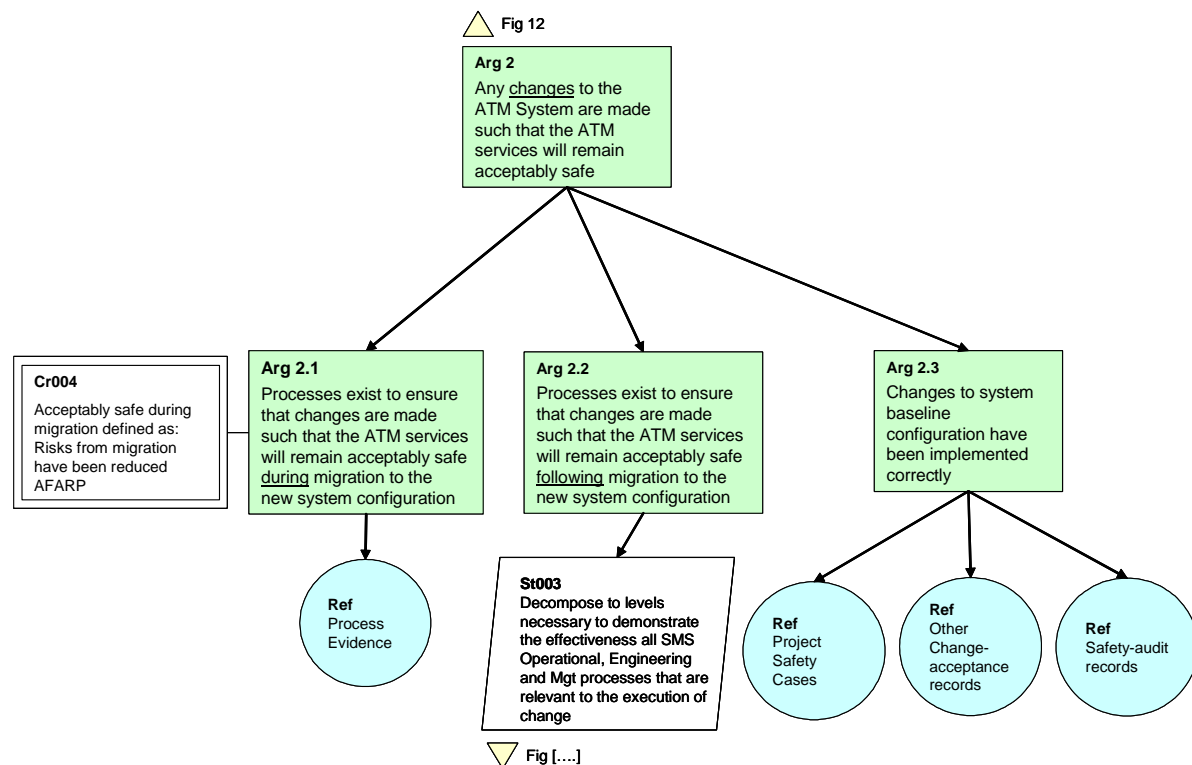 Fig 12
Arg 2
Any changes to the
ATM System are made
such that the ATM
services will remain
acceptably safe
Cr004
Acceptably safe during
migration defined as:
Risks from migration
have been reduced
AFARP
Arg 2.1
Processes exist to ensure
that changes are made
such that the ATM services
will remain acceptably safe
during migration to the
new system configuration
Arg 2.2
Processes exist to ensure
that changes are made
such that the ATM services
will remain acceptably safe
following migration to the
new system configuration
Arg 2.3
Changes to system
baseline
configuration have
been implemented
correctly
Ref
Process
Evidence
St003
Decompose to levels
necessary to demonstrate
the effectiveness all SMS
Operational, Engineering
and Mgt processes that are
relevant to the execution of
change
Ref
Project
Safety
Cases
Ref
Other
Change-
acceptance
records
Ref
Safety-audit
records
Fig [....]